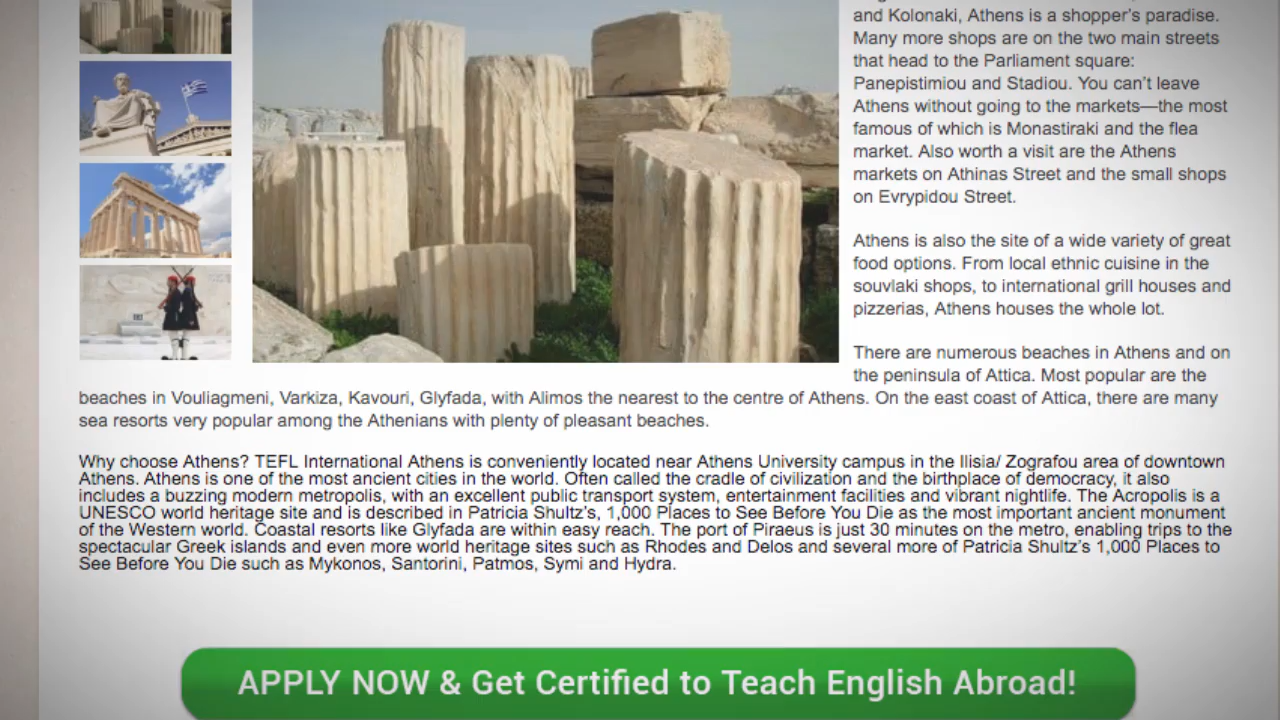 and Kolonaki, Athens is a shopper's paradise.
Many more shops are on the two main streets
that head to the Parliament square:
Panepistimiou and Stadiou. You can't leave
Athens without going to the markets—the most
famous of which is Monastiraki and the flea
market. Also worth a visit are the Athens
markets on Athinas Street and the small shops
on Evrypidou Street.
Athens is also the site of a wide variety of great
food options. From local ethnic cuisine in the
souvlaki shops, to international grill houses and
pizzerias, Athens houses the whole lot.
There are numerous beaches in Athens and on
the peninsula of Attica. Most popular are the
beaches in Vouliagmeni, Varkiza, Kavouri, Glyfada, with Alimos the nearest to the centre of Athens. On the east coast of Attica, there are many
sea resorts very popular among the Athenians with plenty of pleasant beaches.
Why choose Athens? TEFL International Athens is conveniently located near Athens University campus in the Ilisia/ Zografou area of downtown
Athens. Athens is one of the most ancient cities in the world. Often called the cradle of civilization and the birthplace of democracy, it also
includes a buzzing modern metropolis, with an excellent public transport system, entertainment facilities and vibrant nightlife. The Acropolis is a
UNESCO world heritage site and is described in Patricia Shultz's, 1,000 Places to See Before You Die as the most important ancient monument
of the Western world. Coastal resorts like Glyfada are within easy reach. The port of Piraeus is just 30 minutes on the metro, enabling trips to the
spectacular Greek islands and even more world heritage sites such as Rhodes and Delos and several more of Patricia Shultz's 1,000 Places to
See Before You Die such as Mykonos, Santorini, Patmos, Symi and Hydra.
APPLY NOW & Get Certified to Teach English Abroad!